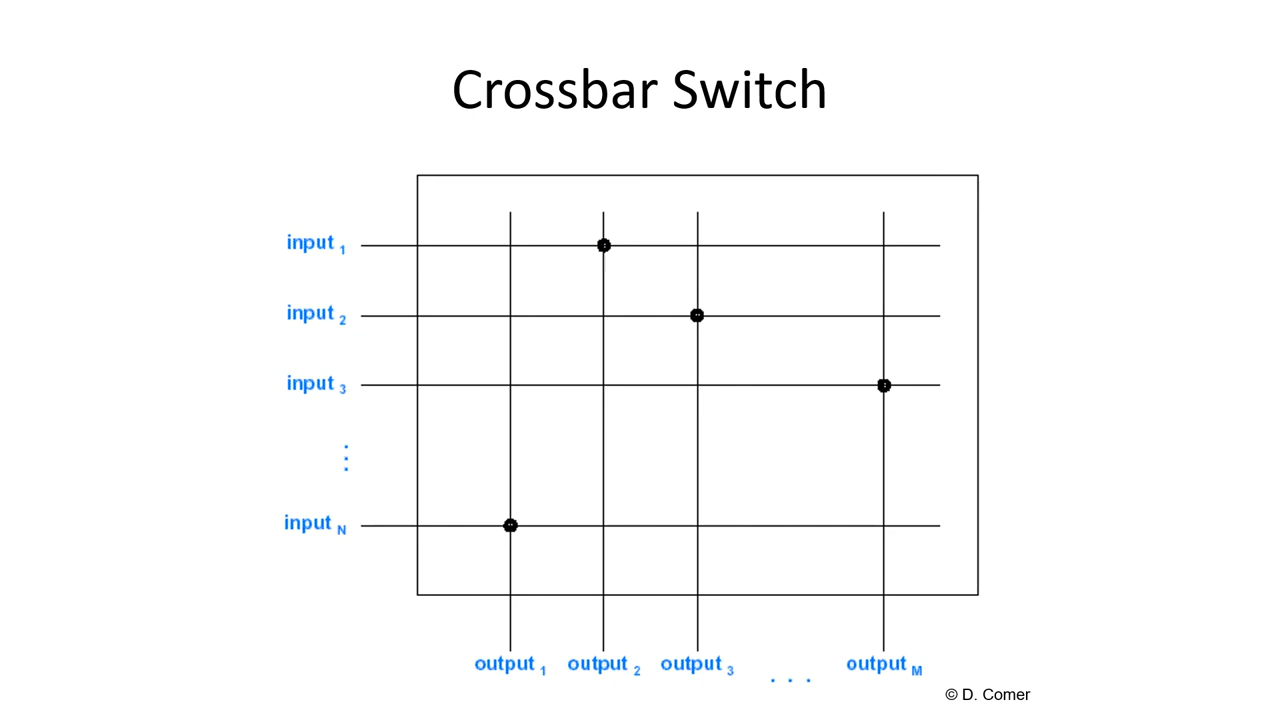 Crossbar Switch
input 1
input 2
input 3
⋮
input N
output 1 output 2 output 3 . . . output M
© D. Comer